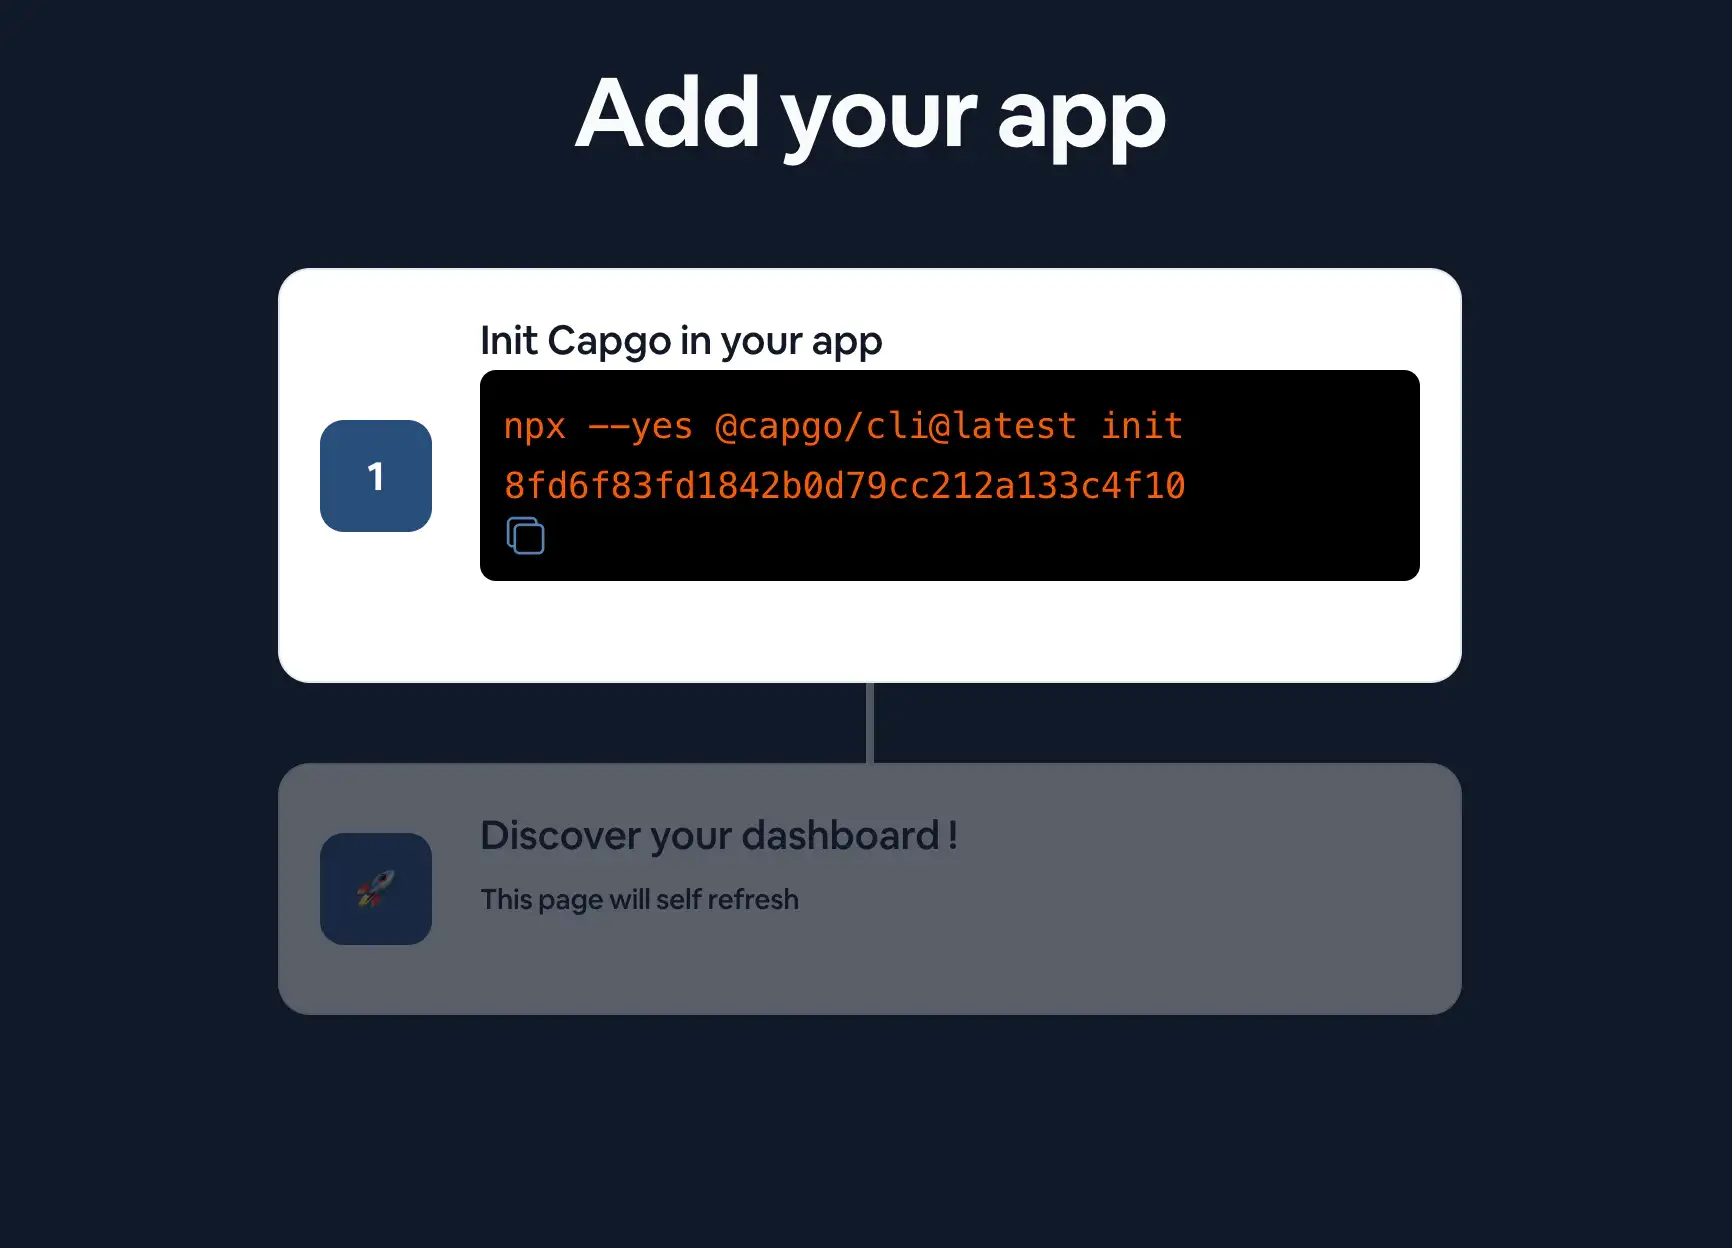 Add your app
Init Capgo in your app
npx --yes @capgo/cli@latest init
8fd6f83fd1842b0d79cc212a133c4f10
1
Discover your dashboard !
This page will self refresh